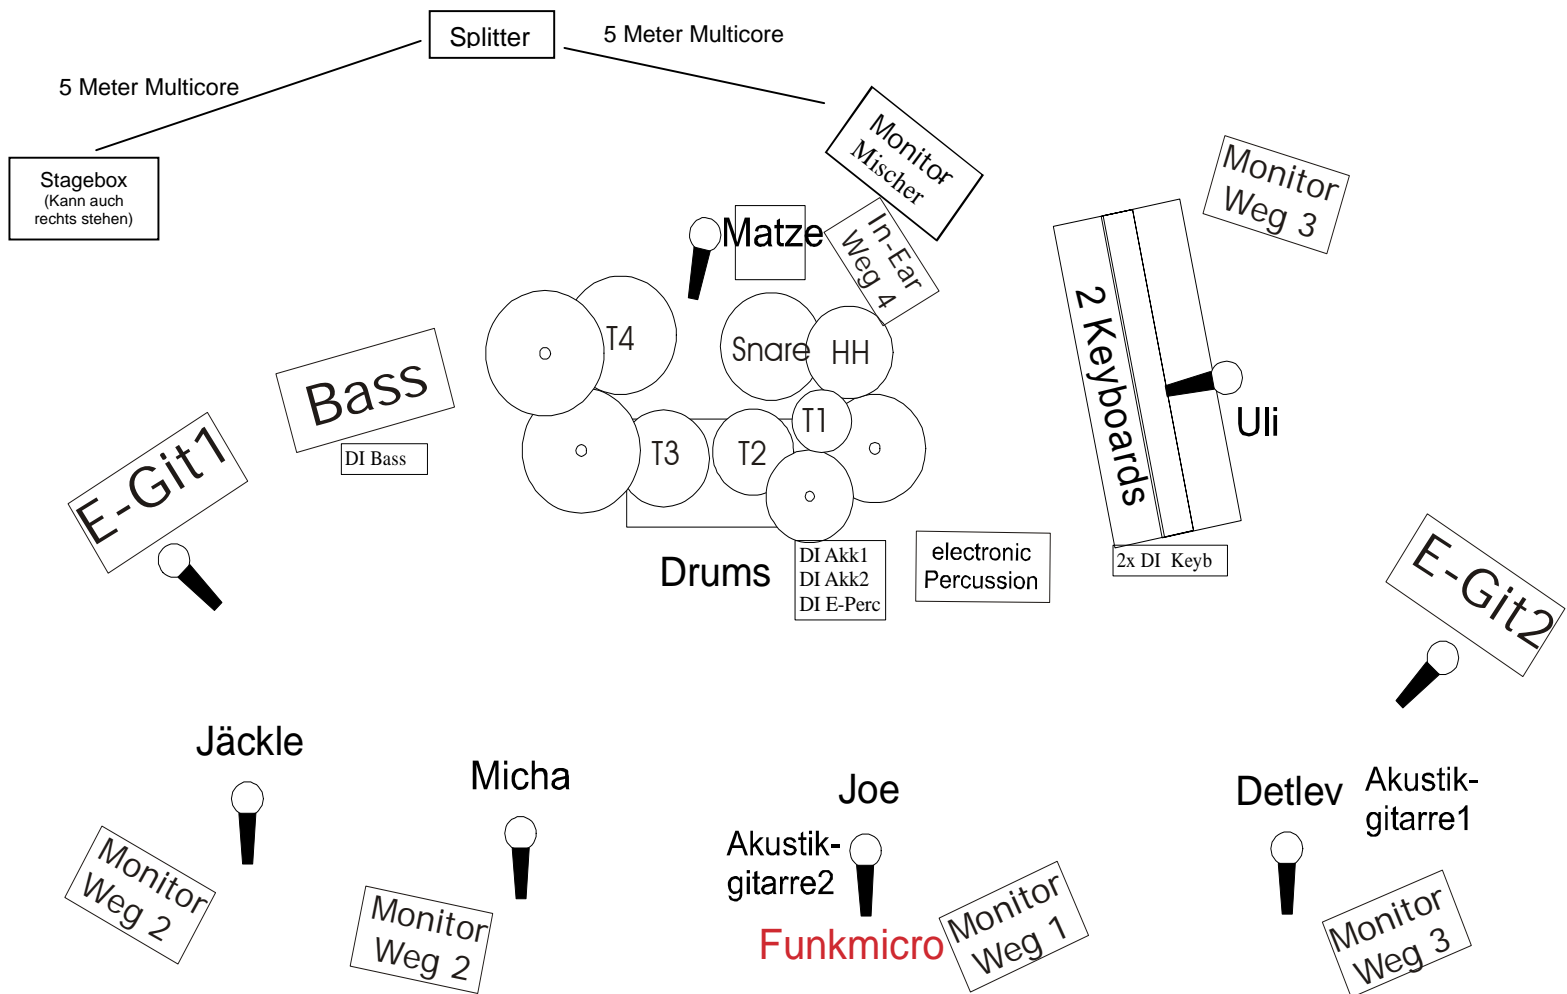 Splitter
5 Meter Multicore
5 Meter Multicore
Stagebox
(Kann auch
rechts stehen)
Monitor
Mischer
Monitor
Weg 3
Matze
In-Ear
Weg 4
T4
Snare
HH
2 Keyboards
Bass
DI Bass
T1
T3
T2
Uli
E-Git1
Drums
DI Akk1
DI Akk2
DI E-Perc
electronic
Percussion
2x DI  Keyb
E-Git2
Jäckle
Micha
Joe
Detlev
Akustik-
gitarre1
Akustik-
gitarre2
Funkmicro
Monitor
Weg 2
Monitor
Weg 2
Monitor
Weg 1
Monitor
Weg 3